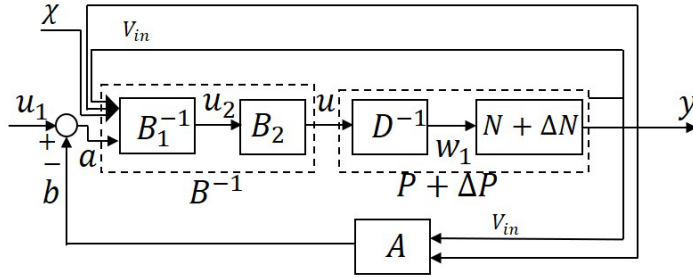 χ
V_in
u_1
+
−
a
B_1^{-1}
u_2
B_2
u
D^{-1}
w_1
N + ΔN
y
b
B^{-1}
P + ΔP
A
V_in